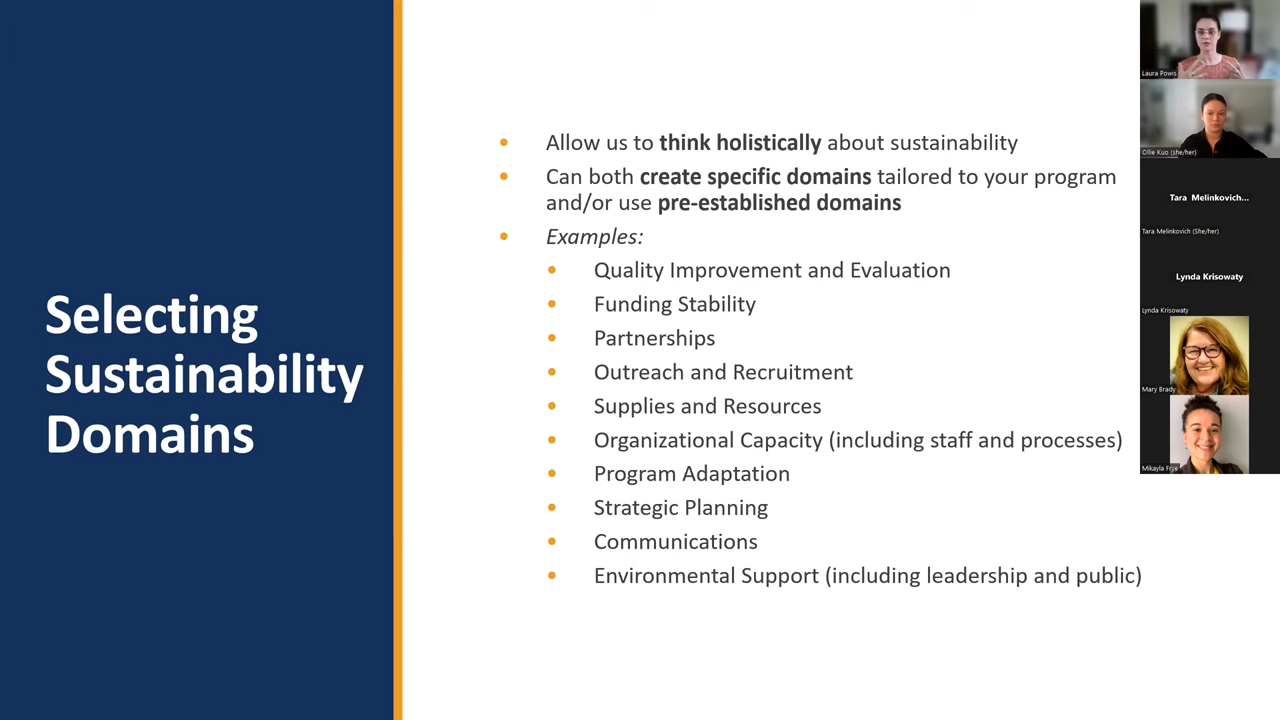 Selecting
Sustainability
Domains
Allow us to think holistically about sustainability
Can both create specific domains tailored to your program
and/or use pre-established domains
Examples:
Quality Improvement and Evaluation
Funding Stability
Partnerships
Outreach and Recruitment
Supplies and Resources
Organizational Capacity (including staff and processes)
Program Adaptation
Strategic Planning
Communications
Environmental Support (including leadership and public)
Laura Powis
Ollie Kuo (she/her)
Tara Melinkovich...
Tara Melinkovich (She/her)
Lynda Krisowaty
Lynda Krisowaty
Mary Brady
Mikayla Frye